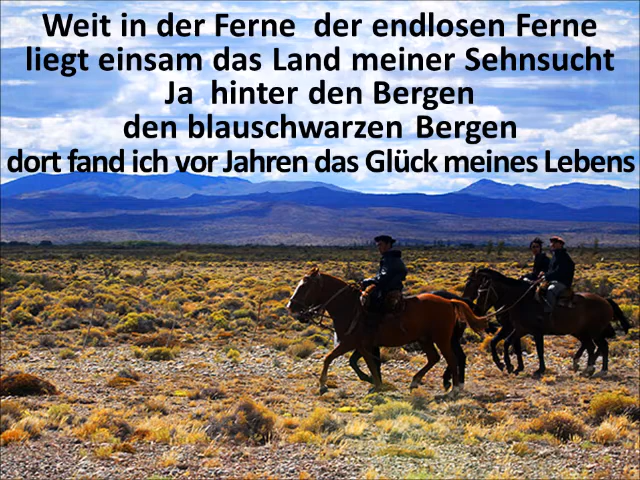 Weit in der Ferne  der endlosen Ferne
liegt einsam das Land meiner Sehnsucht
Ja  hinter den Bergen
den blauschwarzen Bergen
dort fand ich vor Jahren das Glück meines Lebens